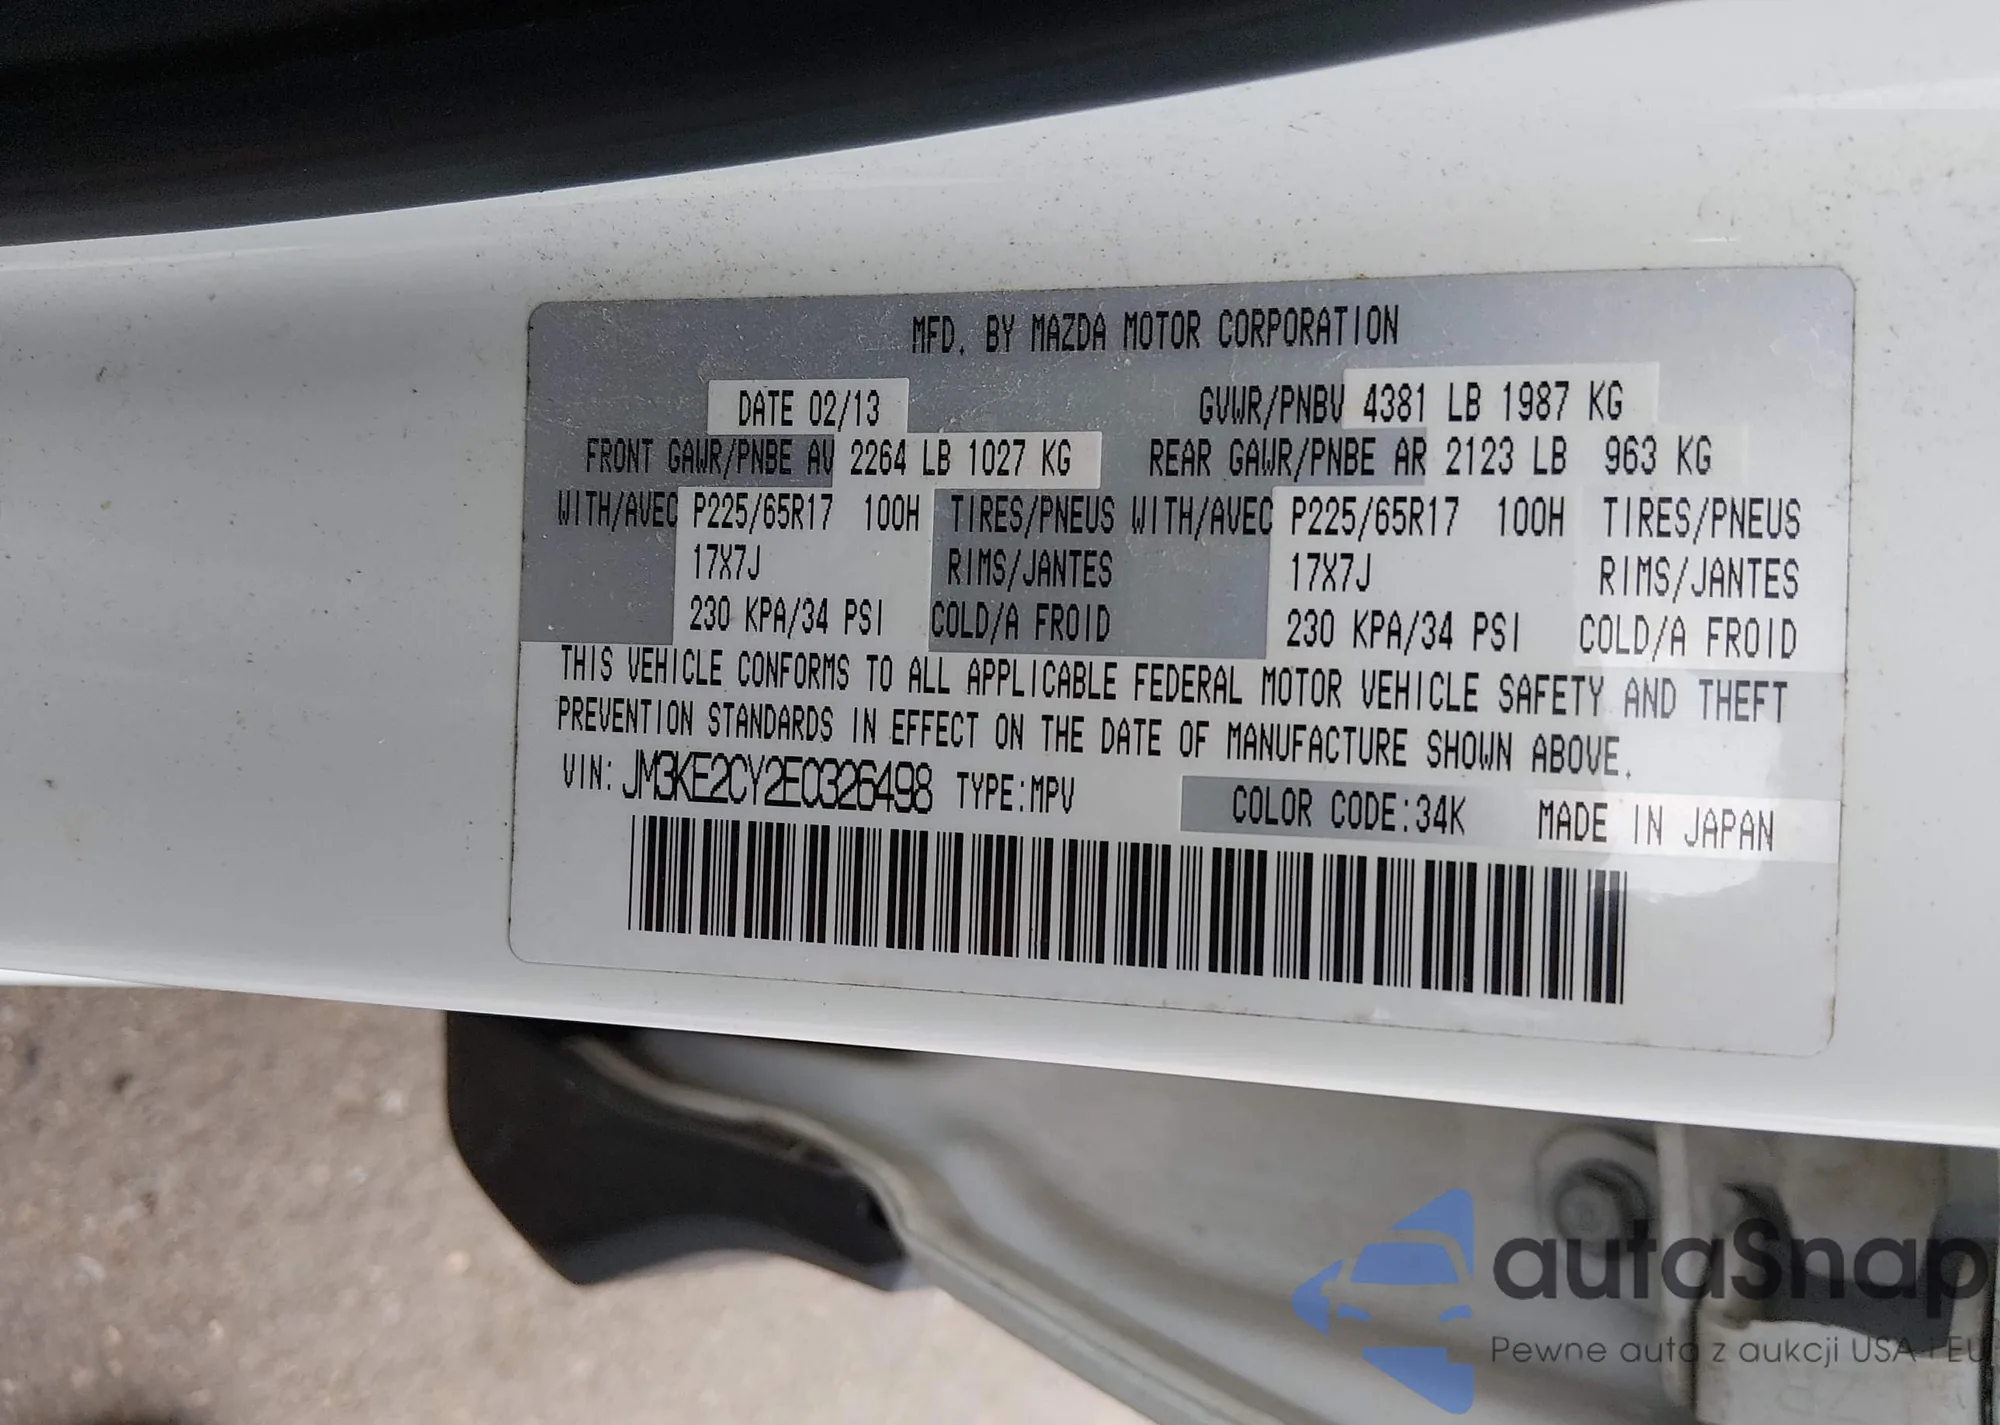 MFD. BY MAZDA MOTOR CORPORATION
DATE 02/13 GVWR/PNBV 4381 LB 1987 KG
FRONT GAWR/PNBE AV 2264 LB 1027 KG REAR GAWR/PNBE AR 2123 LB 963 KG
WITH/AVEC P225/65R17 100H TIRES/PNEUS WITH/AVEC P225/65R17 100H TIRES/PNEUS
17X7J RIMS/JANTES 17X7J RIMS/JANTES
230 KPA/34 PSI COLD/A FROID 230 KPA/34 PSI COLD/A FROID
THIS VEHICLE CONFORMS TO ALL APPLICABLE FEDERAL MOTOR VEHICLE SAFETY AND THEFT
PREVENTION STANDARDS IN EFFECT ON THE DATE OF MANUFACTURE SHOWN ABOVE.
VIN: JM3KE2CY2E0326498 TYPE:MPV COLOR CODE:34K MADE IN JAPAN
autaSnap
Pewne auta z aukcji USA i EU